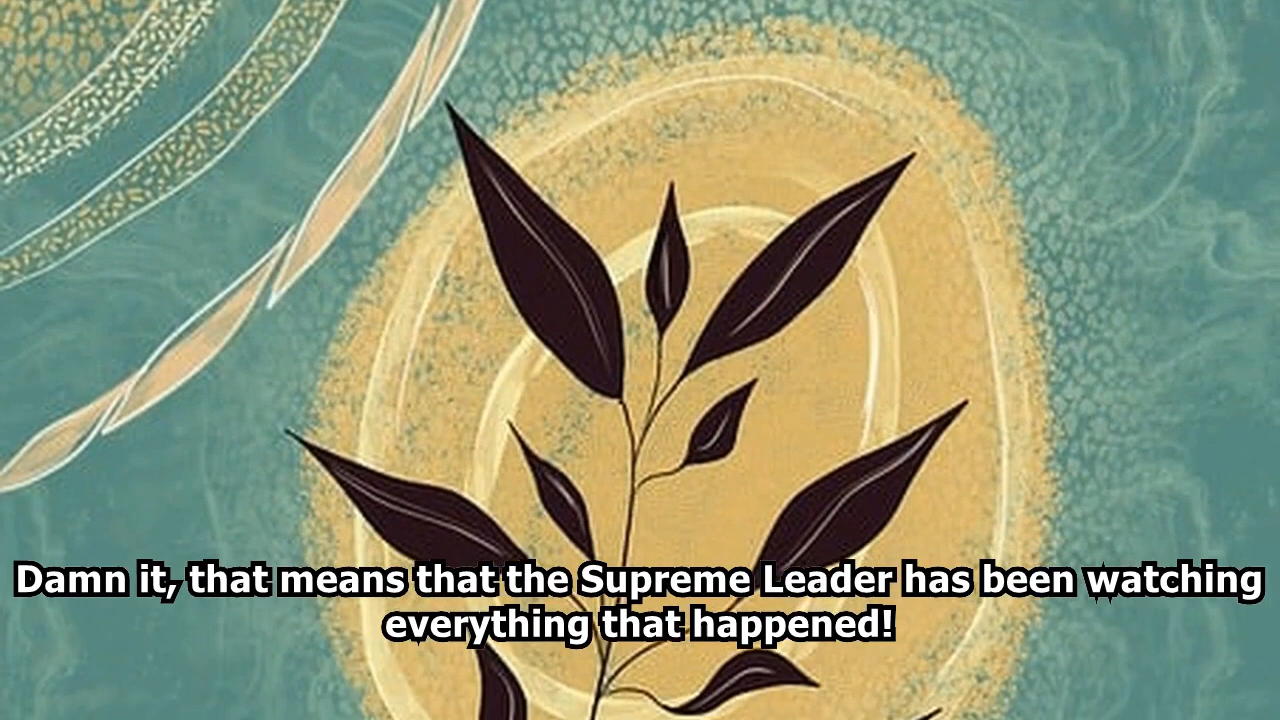 Damn it, that means that the Supreme Leader has been watching
everything that happened!